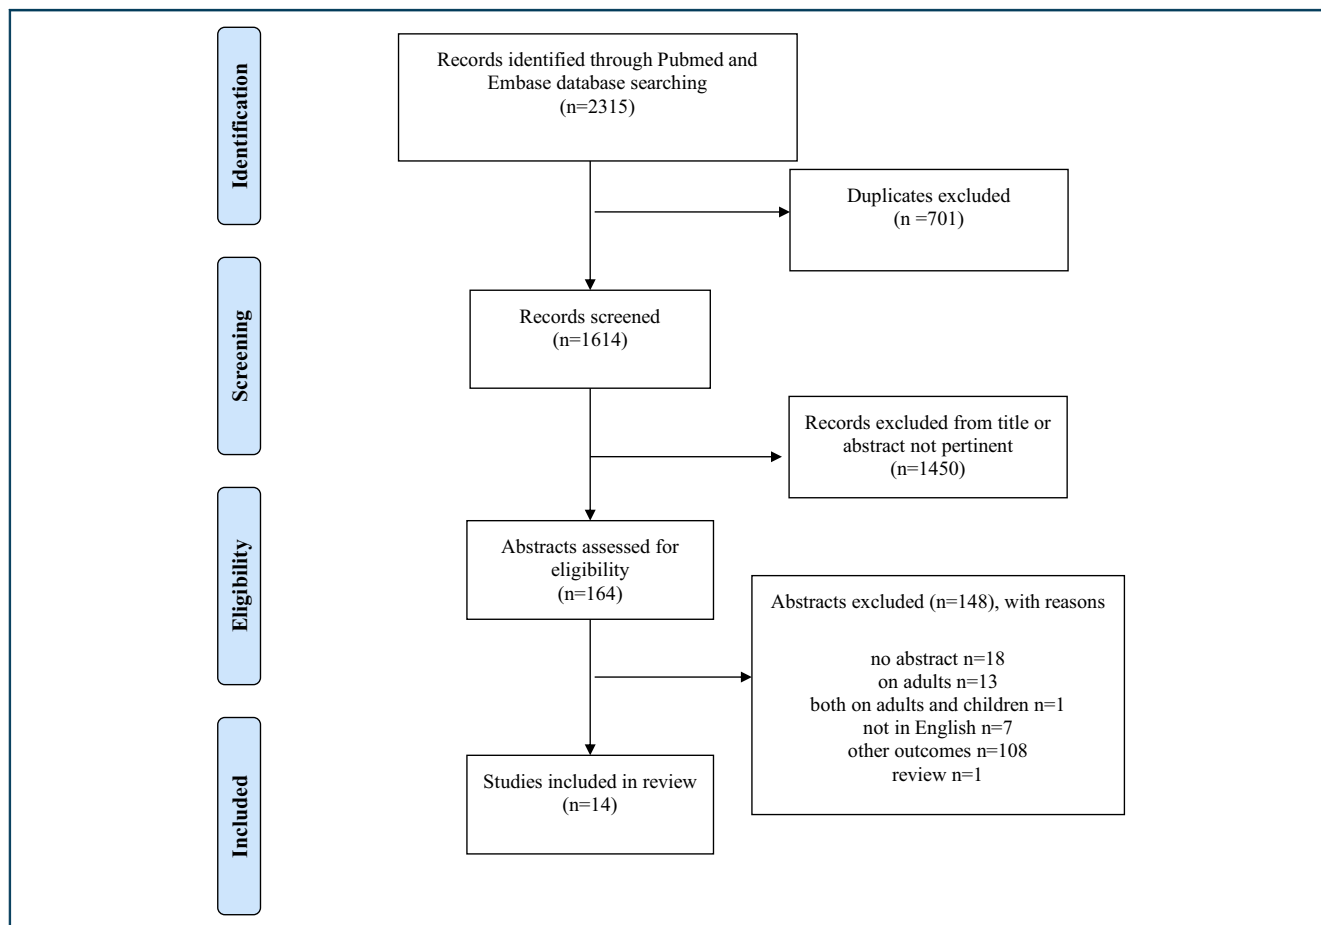 Identification
Records identified through Pubmed and
Embase database searching
(n=2315)
Duplicates excluded
(n =701)
Screening
Records screened
(n=1614)
Records excluded from title or
abstract not pertinent
(n=1450)
Eligibility
Abstracts assessed for
eligibility
(n=164)
Abstracts excluded (n=148), with reasons
no abstract n=18
on adults n=13
both on adults and children n=1
not in English n=7
other outcomes n=108
review n=1
Included
Studies included in review
(n=14)